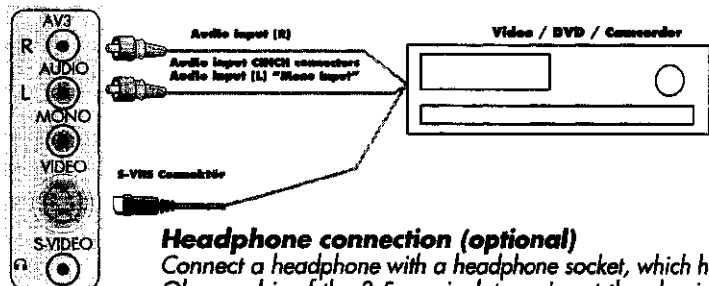 AV3
R
AUDIO
L
MONO
VIDEO
S-VIDEO
Audio input (R)
Audio input CINCH connectors
Audio input (L) "Mono input"
S-VHS Connektör
Video / DVD / Camcorder
Headphone connection (optional)
Connect a headphone with a headphone socket, which h